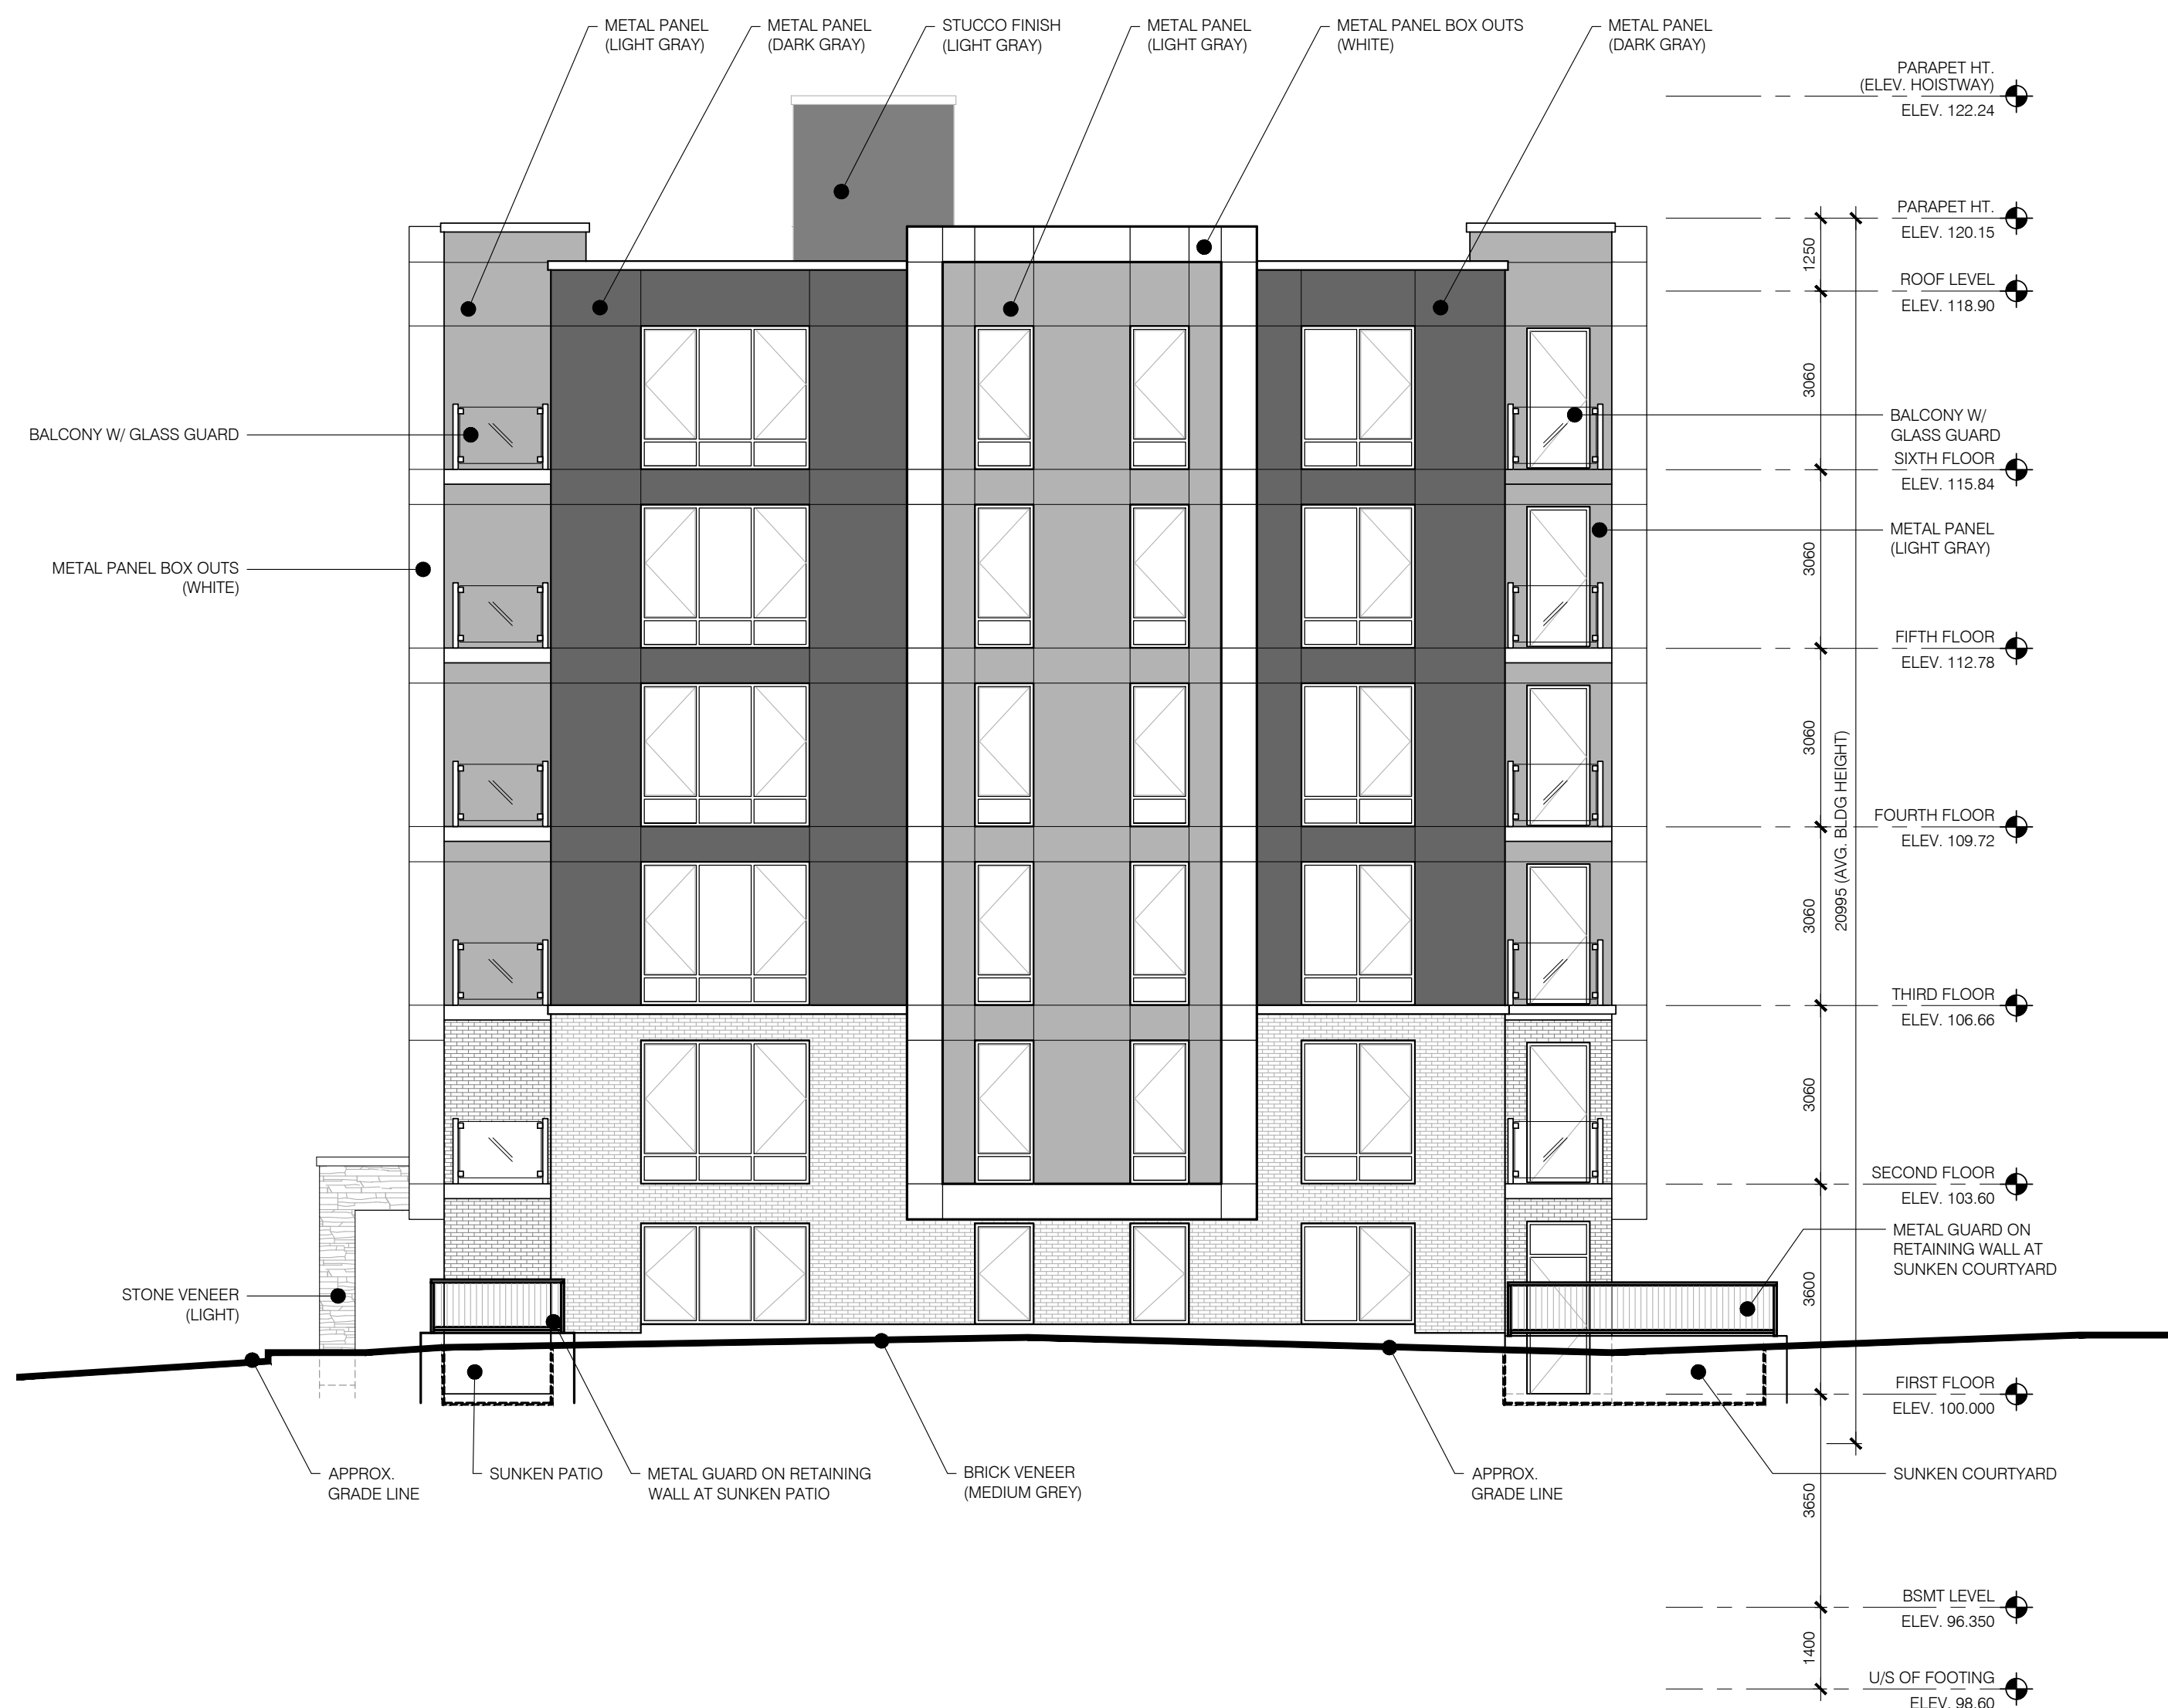 METAL PANEL
(LIGHT GRAY)
METAL PANEL
(DARK GRAY)
STUCCO FINISH
(LIGHT GRAY)
METAL PANEL
(LIGHT GRAY)
METAL PANEL BOX OUTS
(WHITE)
METAL PANEL
(DARK GRAY)
PARAPET HT.
(ELEV. HOISTWAY)
ELEV. 122.24
PARAPET HT.
ELEV. 120.15
1250
ROOF LEVEL
ELEV. 118.90
3060
BALCONY W/ GLASS GUARD
BALCONY W/
GLASS GUARD
SIXTH FLOOR
ELEV. 115.84
METAL PANEL
(LIGHT GRAY)
3060
METAL PANEL BOX OUTS
(WHITE)
FIFTH FLOOR
ELEV. 112.78
3060
20995 (AVG. BLDG HEIGHT)
FOURTH FLOOR
ELEV. 109.72
3060
THIRD FLOOR
ELEV. 106.66
3060
SECOND FLOOR
ELEV. 103.60
METAL GUARD ON
RETAINING WALL AT
SUNKEN COURTYARD
3600
STONE VENEER
(LIGHT)
FIRST FLOOR
ELEV. 100.000
APPROX.
GRADE LINE
SUNKEN PATIO
METAL GUARD ON RETAINING
WALL AT SUNKEN PATIO
BRICK VENEER
(MEDIUM GREY)
APPROX.
GRADE LINE
SUNKEN COURTYARD
3650
BSMT LEVEL
ELEV. 96.350
1400
U/S OF FOOTING
ELEV. 98.60